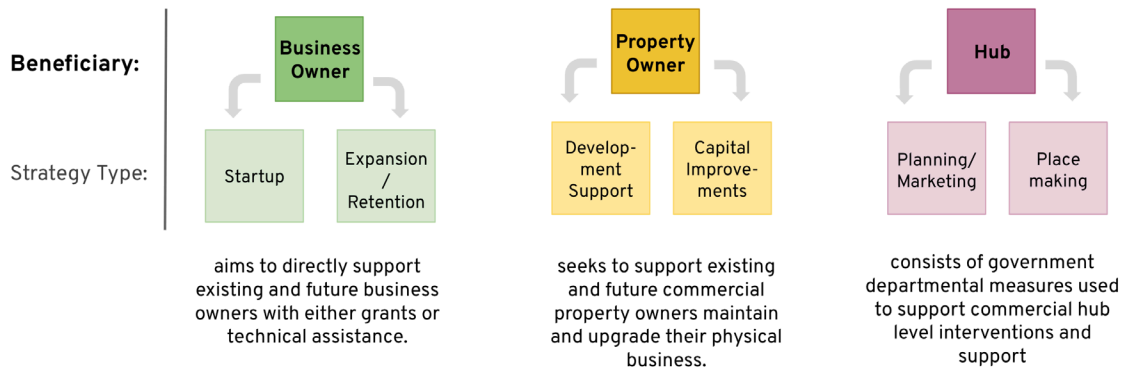 Beneficiary:
Business
Owner
Property
Owner
Hub
Strategy Type:
Startup
Expansion
/
Retention
Develop-
ment
Support
Capital
Improve-
ments
Planning/
Marketing
Place
making
aims to directly support
existing and future business
owners with either grants or
technical assistance.
seeks to support existing
and future commercial
property owners maintain
and upgrade their physical
business.
consists of government
departmental measures used
to support commercial hub
level interventions and
support